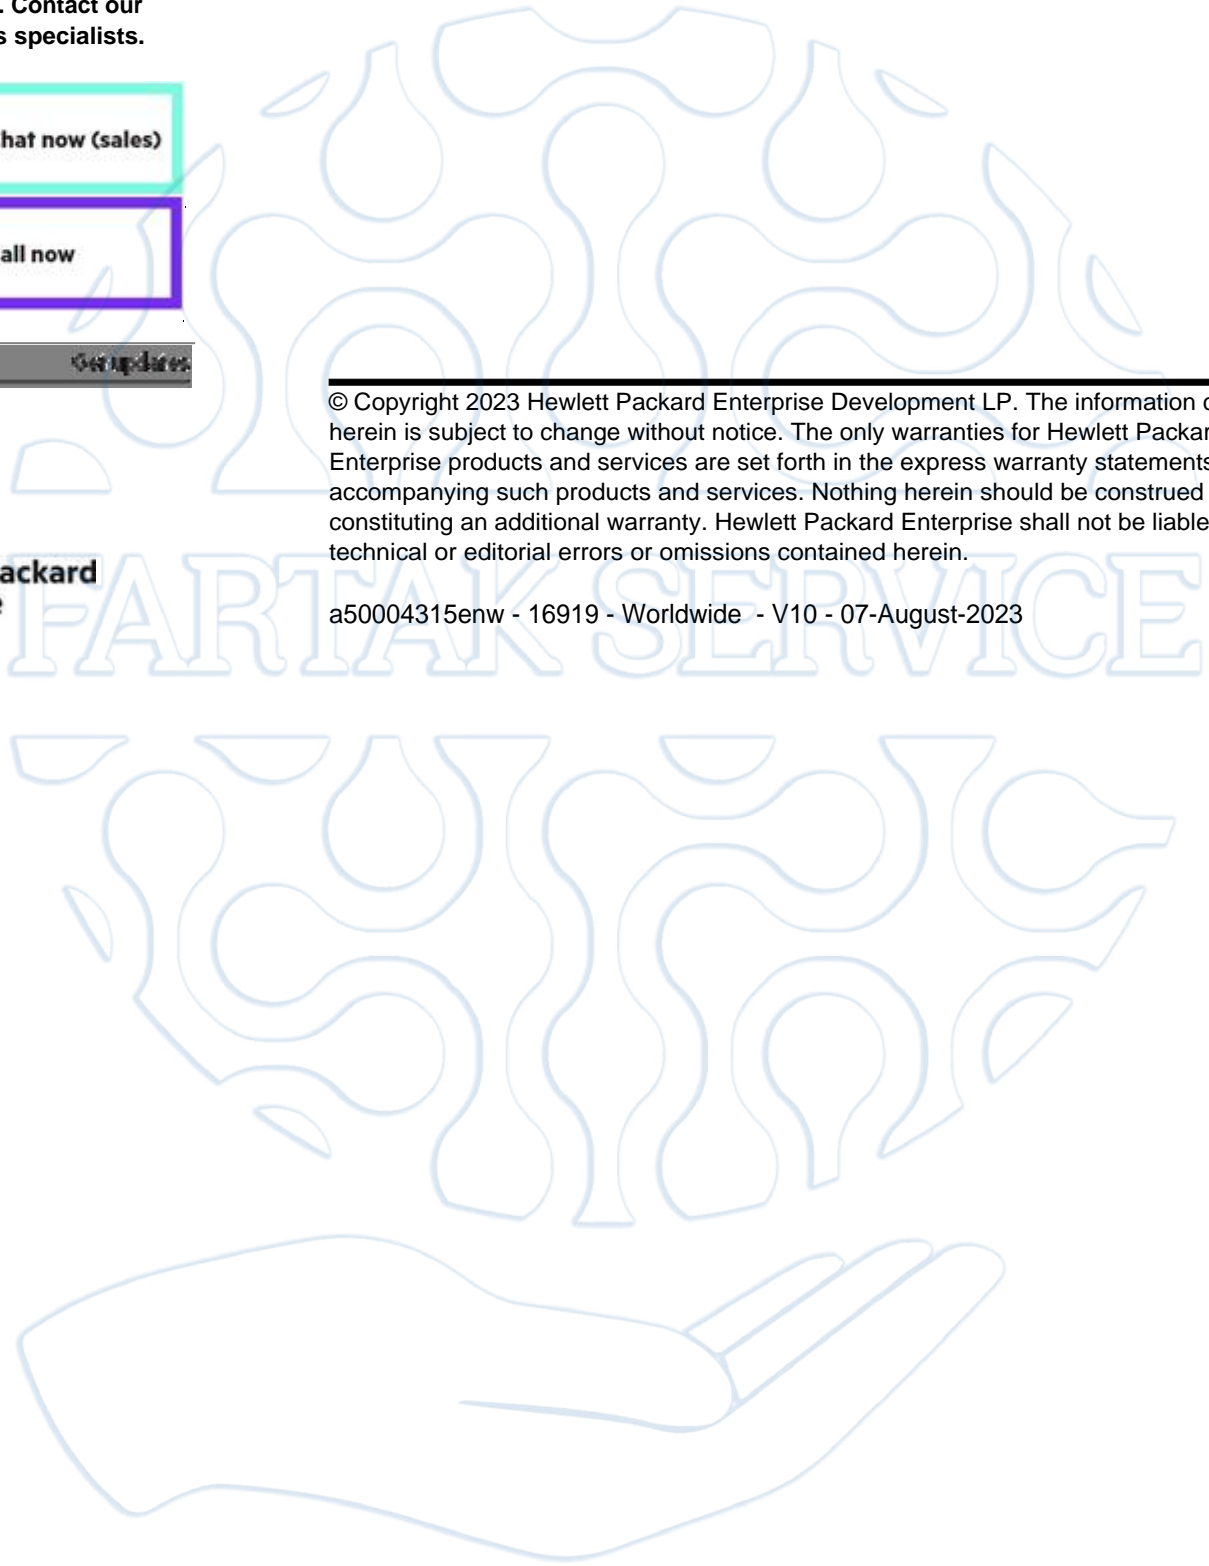 . Contact our
s specialists.
hat now (sales)
all now
Get updates
© Copyright 2023 Hewlett Packard Enterprise Development LP. The information c
herein is subject to change without notice. The only warranties for Hewlett Packar
Enterprise products and services are set forth in the express warranty statements
accompanying such products and services. Nothing herein should be construed
constituting an additional warranty. Hewlett Packard Enterprise shall not be liable
technical or editorial errors or omissions contained herein.
ackard
e
a50004315enw - 16919 - Worldwide - V10 - 07-August-2023
FARTAK SERVICE